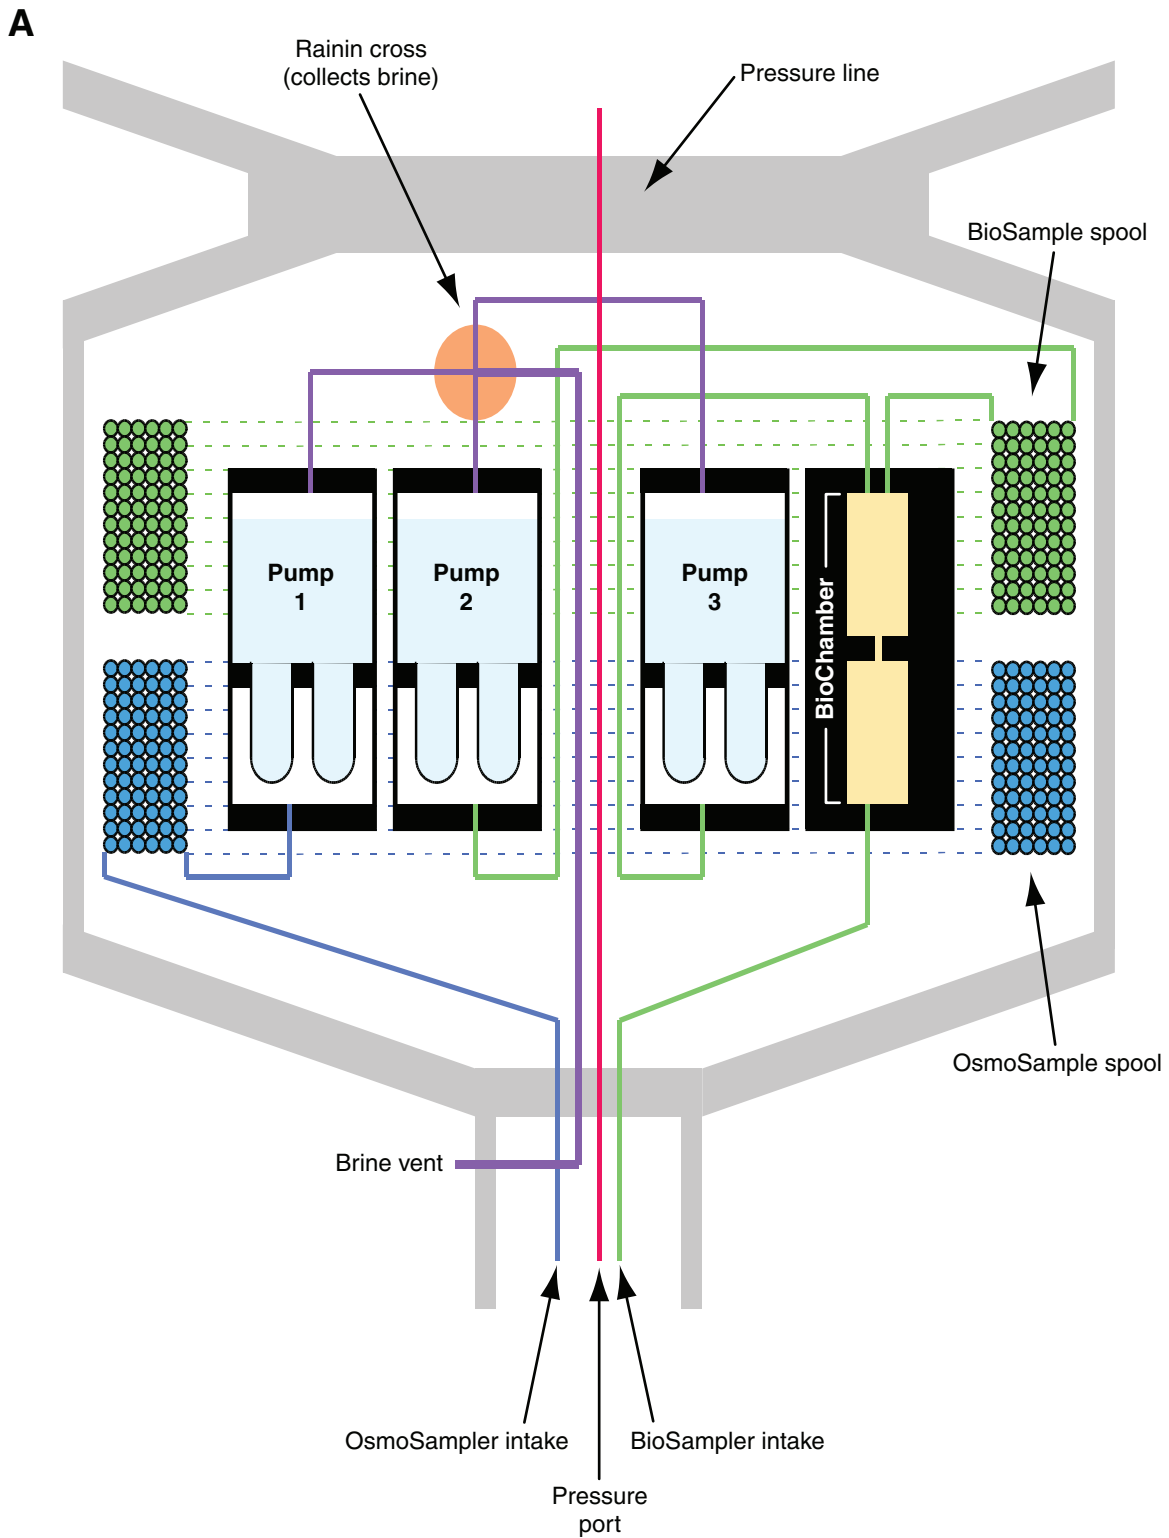 A
Rainin cross
(collects brine)
Pressure line
BioSample spool
Pump
1
Pump
2
Pump
3
BioChamber
OsmoSample spool
Brine vent
OsmoSampler intake
BioSampler intake
Pressure
port